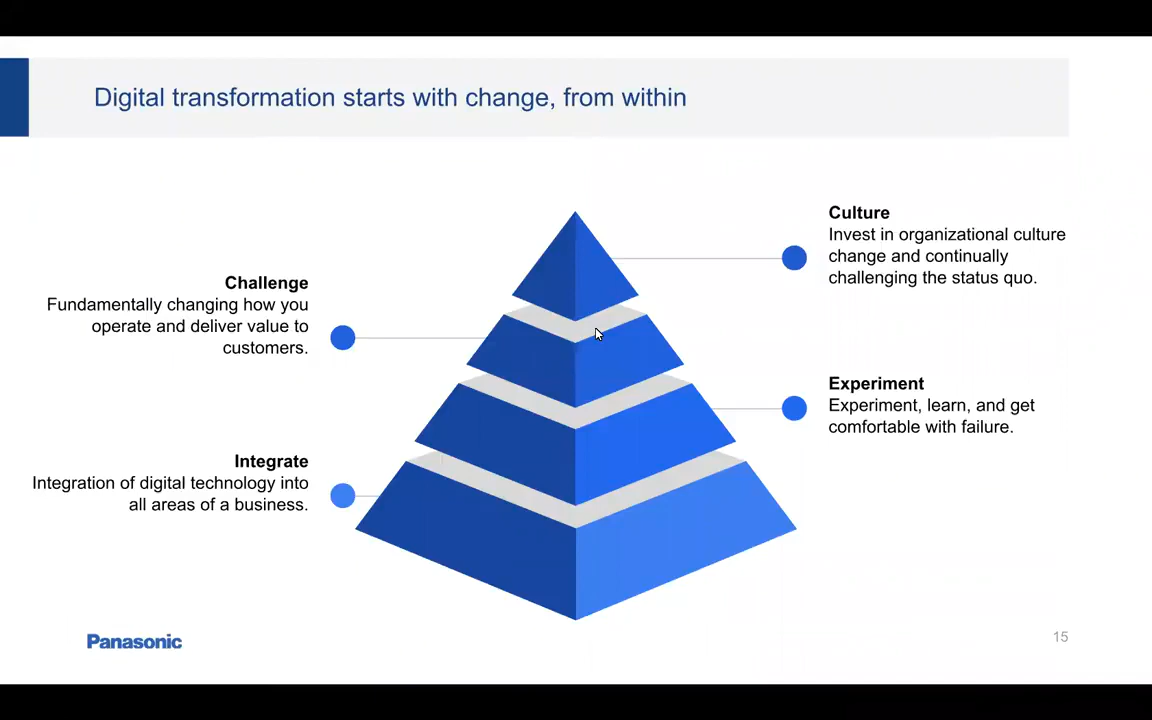 Digital transformation starts with change, from within
Culture
Invest in organizational culture
change and continually
challenging the status quo.
Challenge
Fundamentally changing how you
operate and deliver value to
customers.
Experiment
Experiment, learn, and get
comfortable with failure.
Integrate
Integration of digital technology into
all areas of a business.
Panasonic
15